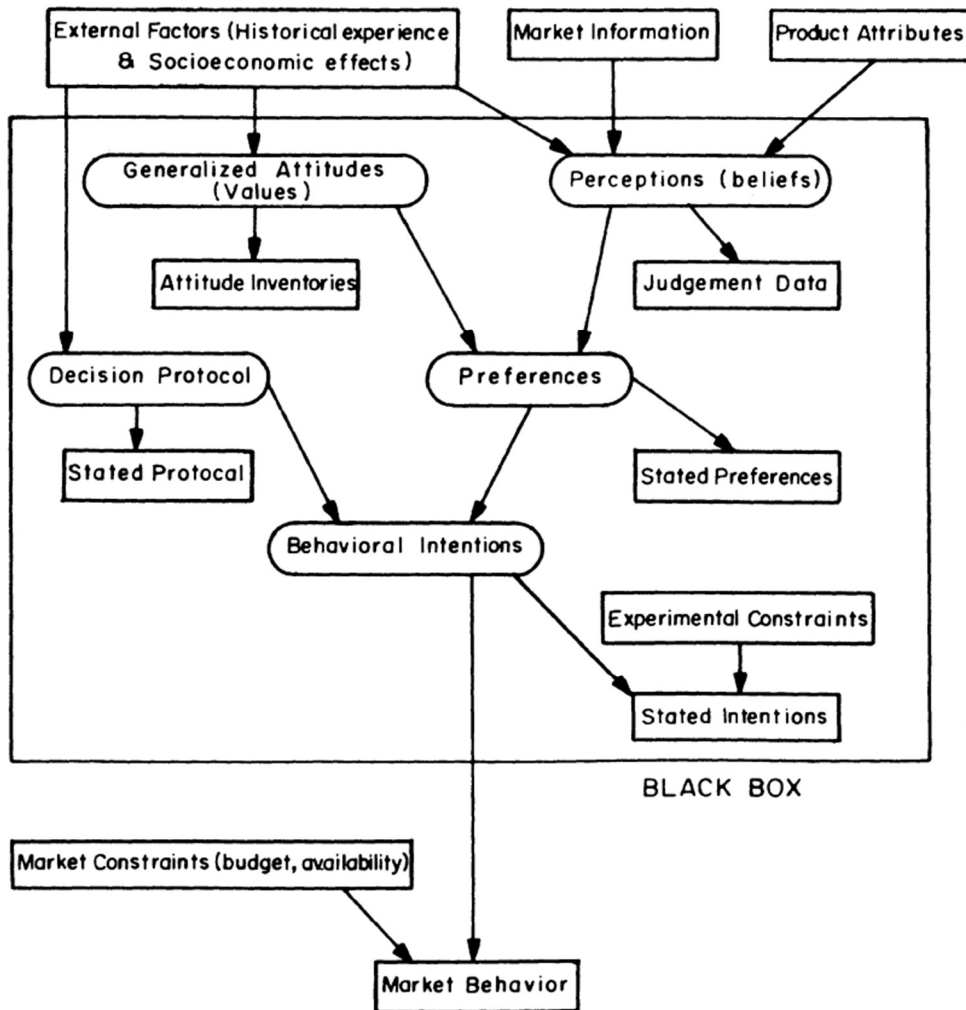 External Factors (Historical experience
& Socioeconomic effects)
Market Information
Product Attributes
Generalized Attitudes
(Values)
Perceptions (beliefs)
Attitude Inventories
Judgement Data
Decision Protocol
Preferences
Stated Protocal
Stated Preferences
Behavioral Intentions
Experimental Constraints
Stated Intentions
BLACK BOX
Market Constraints (budget, availability)
Market Behavior